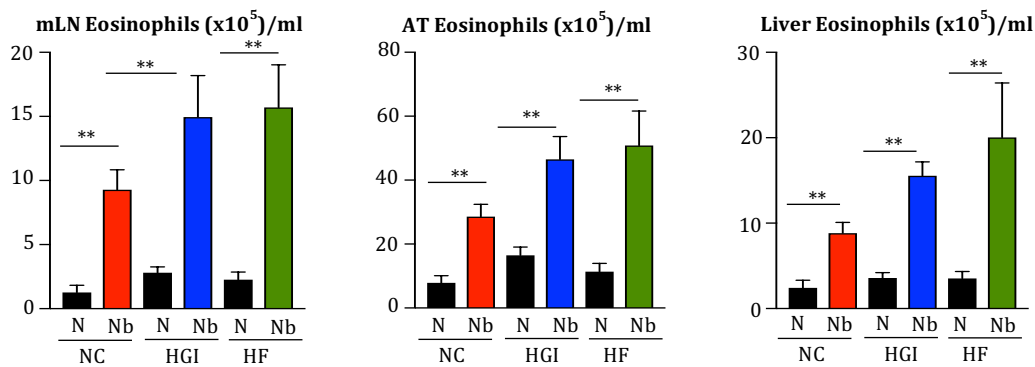 mLN Eosinophils (x10⁵)/ml
20
15
10
5
0
**
**
**
N Nb N Nb N Nb
NC HGI HF
AT Eosinophils (x10⁵)/ml
80
60
40
20
0
**
**
**
N Nb N Nb N Nb
NC HGI HF
Liver Eosinophils (x10⁵)/ml
30
20
10
0
**
**
**
N Nb N Nb N Nb
NC HGI HF